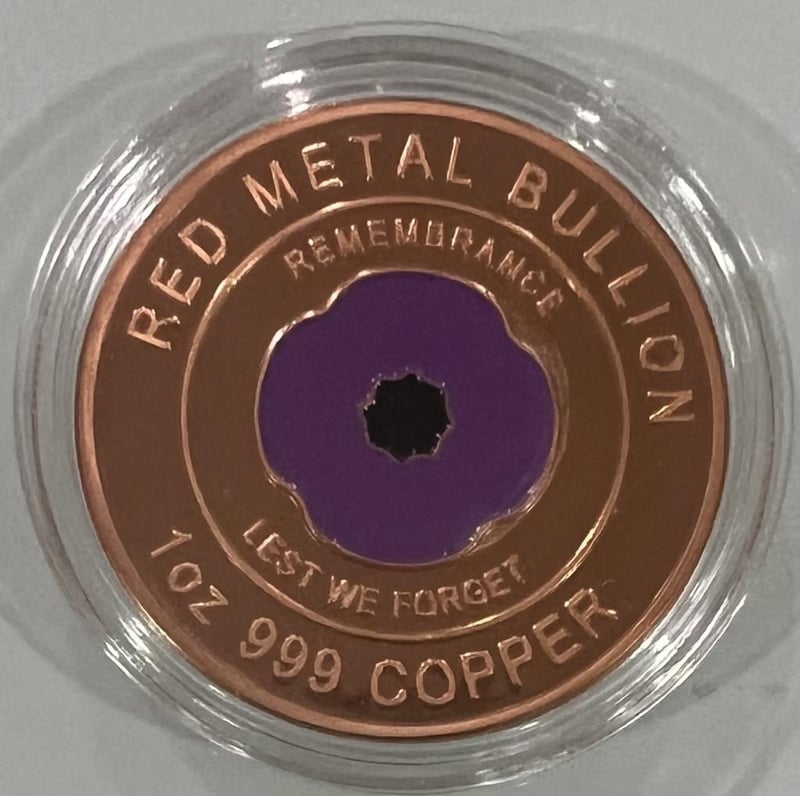 RED METAL BULLION
REMEMBRANCE
LEST WE FORGET
1OZ 999 COPPER